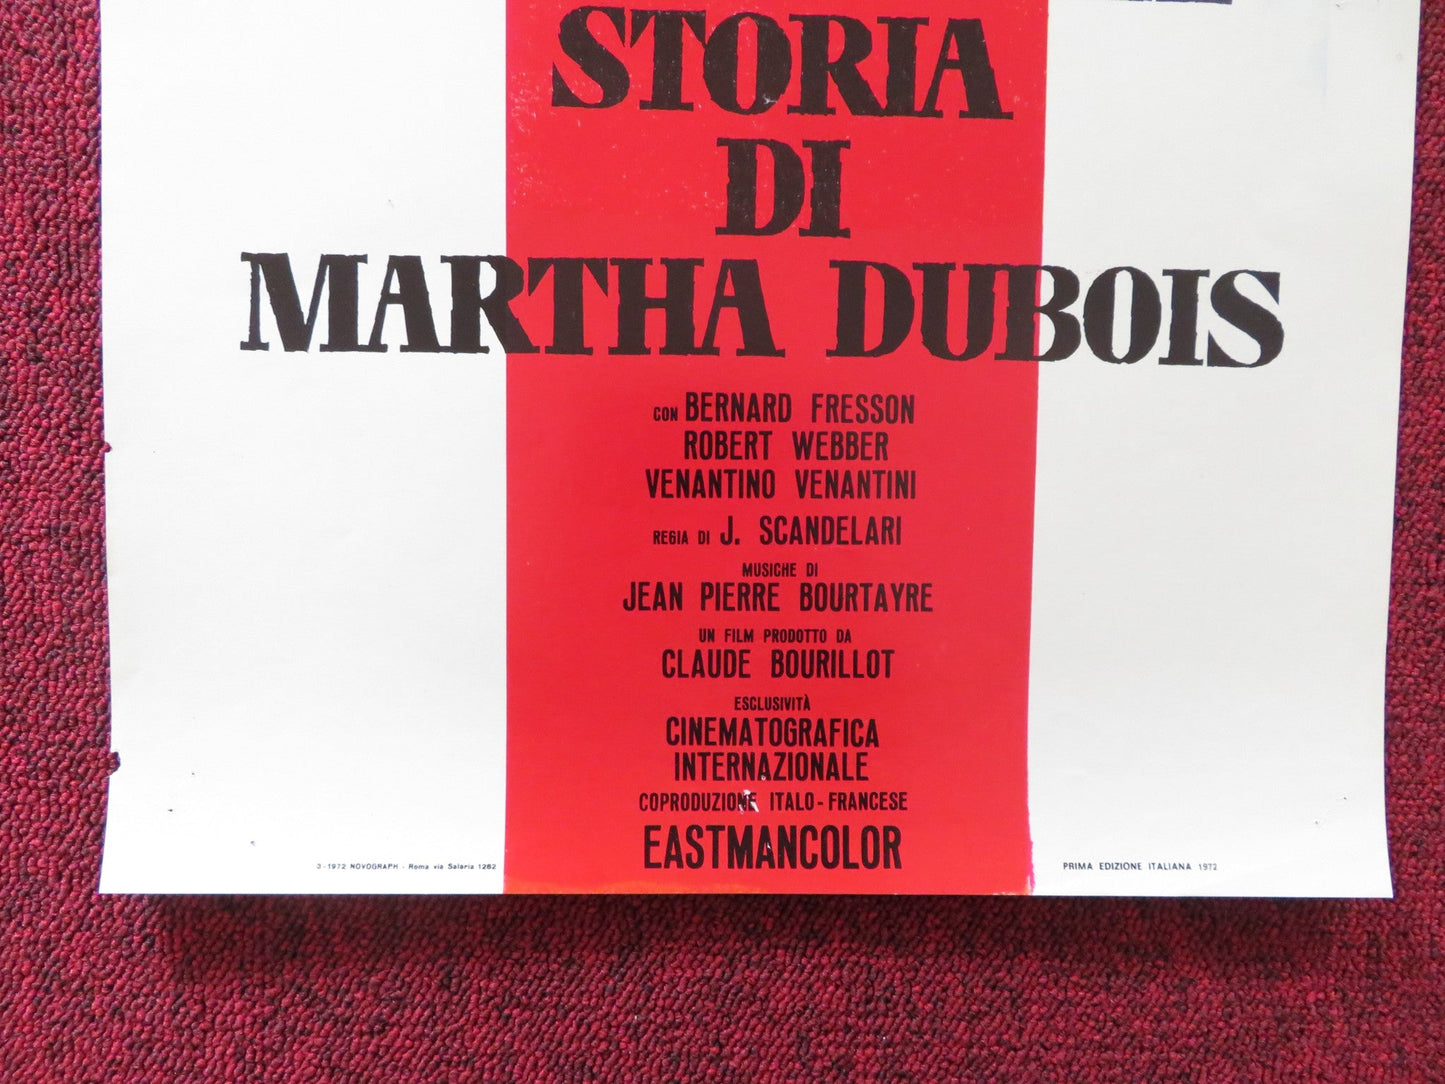 STORIA
DI
MARTHA DUBOIS
CON BERNARD FRESSON
ROBERT WEBBER
VENANTINO VENANTINI
REGIA DI J. SCANDELARI
MUSICHE DI
JEAN PIERRE BOURTAYRE
UN FILM PRODOTTO DA
CLAUDE BOURILLOT
ESCLUSIVITÀ
CINEMATOGRAFICA
INTERNAZIONALE
COPRODUZIONE ITALO-FRANCESE
EASTMANCOLOR
3-1972 NOVOGRAPH - Roma via Salaria 1282
PRIMA EDIZIONE ITALIANA 1972